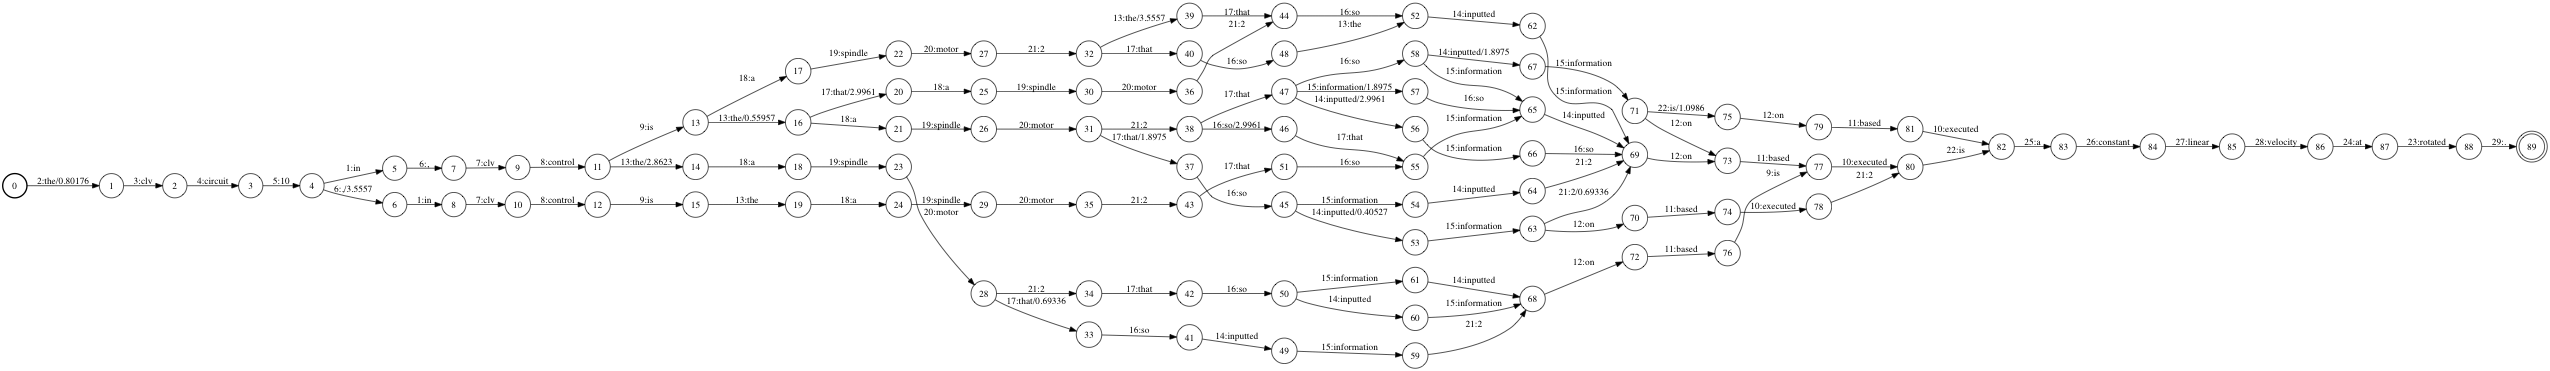 13:the/3.5557 39 17:that 44 16:so 52 14:inputted 62
21:2 13:the
19:spindle 22 20:motor 27 21:2 32 17:that 40 16:so 48 58 14:inputted/1.8975 67 15:information
18:a 17 16:so 15:information
17:that/2.9961 20 18:a 25 19:spindle 30 20:motor 36 47 15:information/1.8975 57 15:information
17:that 14:inputted/2.9961 16:so 65 71 22:is/1.0986 75 12:on
9:is 13 13:the/0.55957 16 18:a 21 19:spindle 26 20:motor 31 21:2 38 16:so/2.9961 46 56 15:information 14:inputted 12:on 79 11:based 81 10:executed
17:that/1.8975 17:that 15:information 66 16:so 69 22:is 82 25:a 83 26:constant 84 27:linear 85 28:velocity 86 24:at 87 23:rotated 88 29:. 89
1:in 5 6:, 7 7:clv 9 8:control 11 13:the/2.8623 14 18:a 18 19:spindle 23 37 17:that 51 16:so 55 21:2 12:on 73 11:based 77 10:executed 80
0 2:the/0.80176 1 3:clv 2 4:circuit 3 5:10 4 9:is 21:2
6:,/3.5557 6 1:in 8 7:clv 10 8:control 12 9:is 15 13:the 19 18:a 24 19:spindle 29 20:motor 35 21:2 43 16:so 45 15:information 54 14:inputted 64 21:2/0.69336
20:motor 14:inputted/0.40527 53 15:information 63 12:on 70 11:based 74 10:executed 78
12:on 72 11:based 76
28 21:2 34 17:that 42 16:so 50 15:information 61 14:inputted 68
17:that/0.69336 14:inputted 60 15:information
33 16:so 41 14:inputted 49 15:information 59 21:2